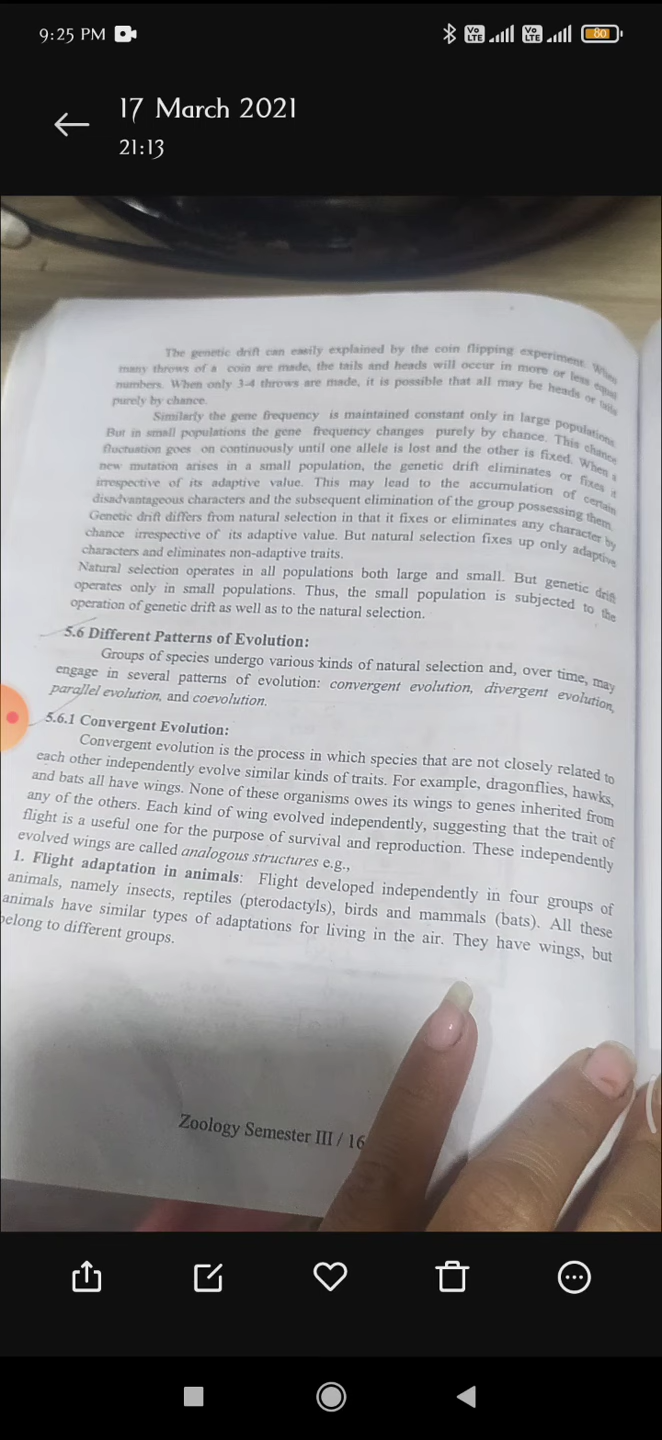 9:25 PM
Vo LTE Vo LTE 80
17 March 2021
21:13
The genetic drift can easily explained by the coin flipping experiment. When
many throws of a coin are made, the tails and heads will occur in more or less equal
numbers. When only 3-4 throws are made, it is possible that all may be heads or tails
purely by chance.
Similarly the gene frequency is maintained constant only in large populations.
But in small populations the gene frequency changes purely by chance. This chance
fluctuation goes on continuously until one allele is lost and the other is fixed. When a
new mutation arises in a small population, the genetic drift eliminates or fixes it
irrespective of its adaptive value. This may lead to the accumulation of certain
disadvantageous characters and the subsequent elimination of the group possessing them.
Genetic drift differs from natural selection in that it fixes or eliminates any character by
chance irrespective of its adaptive value. But natural selection fixes up only adaptive
characters and eliminates non-adaptive traits.
Natural selection operates in all populations both large and small. But genetic drift
operates only in small populations. Thus, the small population is subjected to the
operation of genetic drift as well as to the natural selection.
5.6 Different Patterns of Evolution:
Groups of species undergo various kinds of natural selection and, over time, may
engage in several patterns of evolution: convergent evolution, divergent evolution,
parallel evolution, and coevolution.
5.6.1 Convergent Evolution:
Convergent evolution is the process in which species that are not closely related to
each other independently evolve similar kinds of traits. For example, dragonflies, hawks,
and bats all have wings. None of these organisms owes its wings to genes inherited from
any of the others. Each kind of wing evolved independently, suggesting that the trait of
flight is a useful one for the purpose of survival and reproduction. These independently
evolved wings are called analogous structures e.g.,
1. Flight adaptation in animals: Flight developed independently in four groups of
animals, namely insects, reptiles (pterodactyls), birds and mammals (bats). All these
animals have similar types of adaptations for living in the air. They have wings, but
belong to different groups.
Zoology Semester III / 16